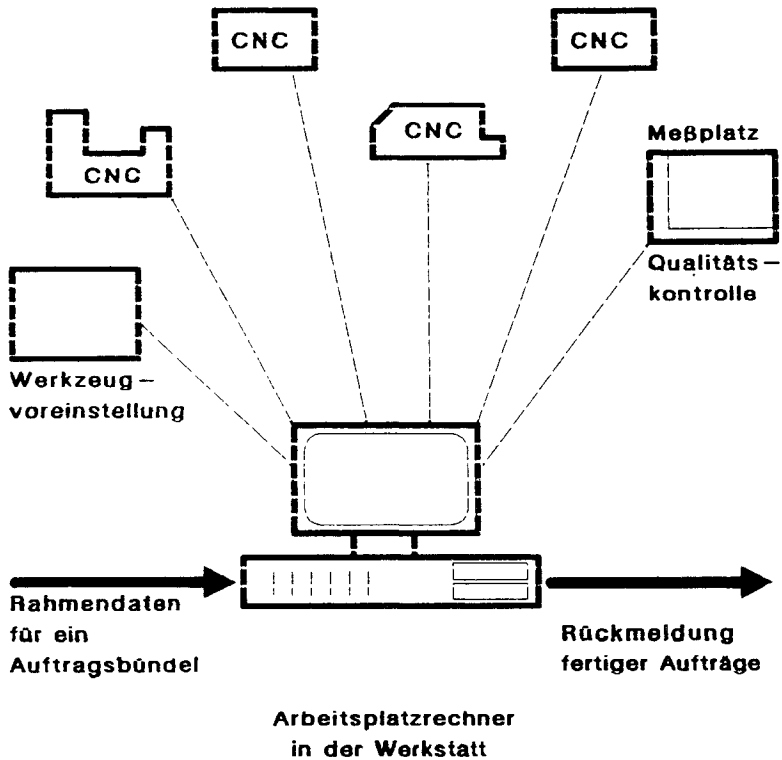 CNC
CNC
CNC
CNC
Meßplatz
Qualitäts–
kontrolle
Werkzeug–
voreinstellung
Rahmendaten
für ein
Auftragsbündel
Rückmeldung
fertiger Aufträge
Arbeitsplatzrechner
in der Werkstatt